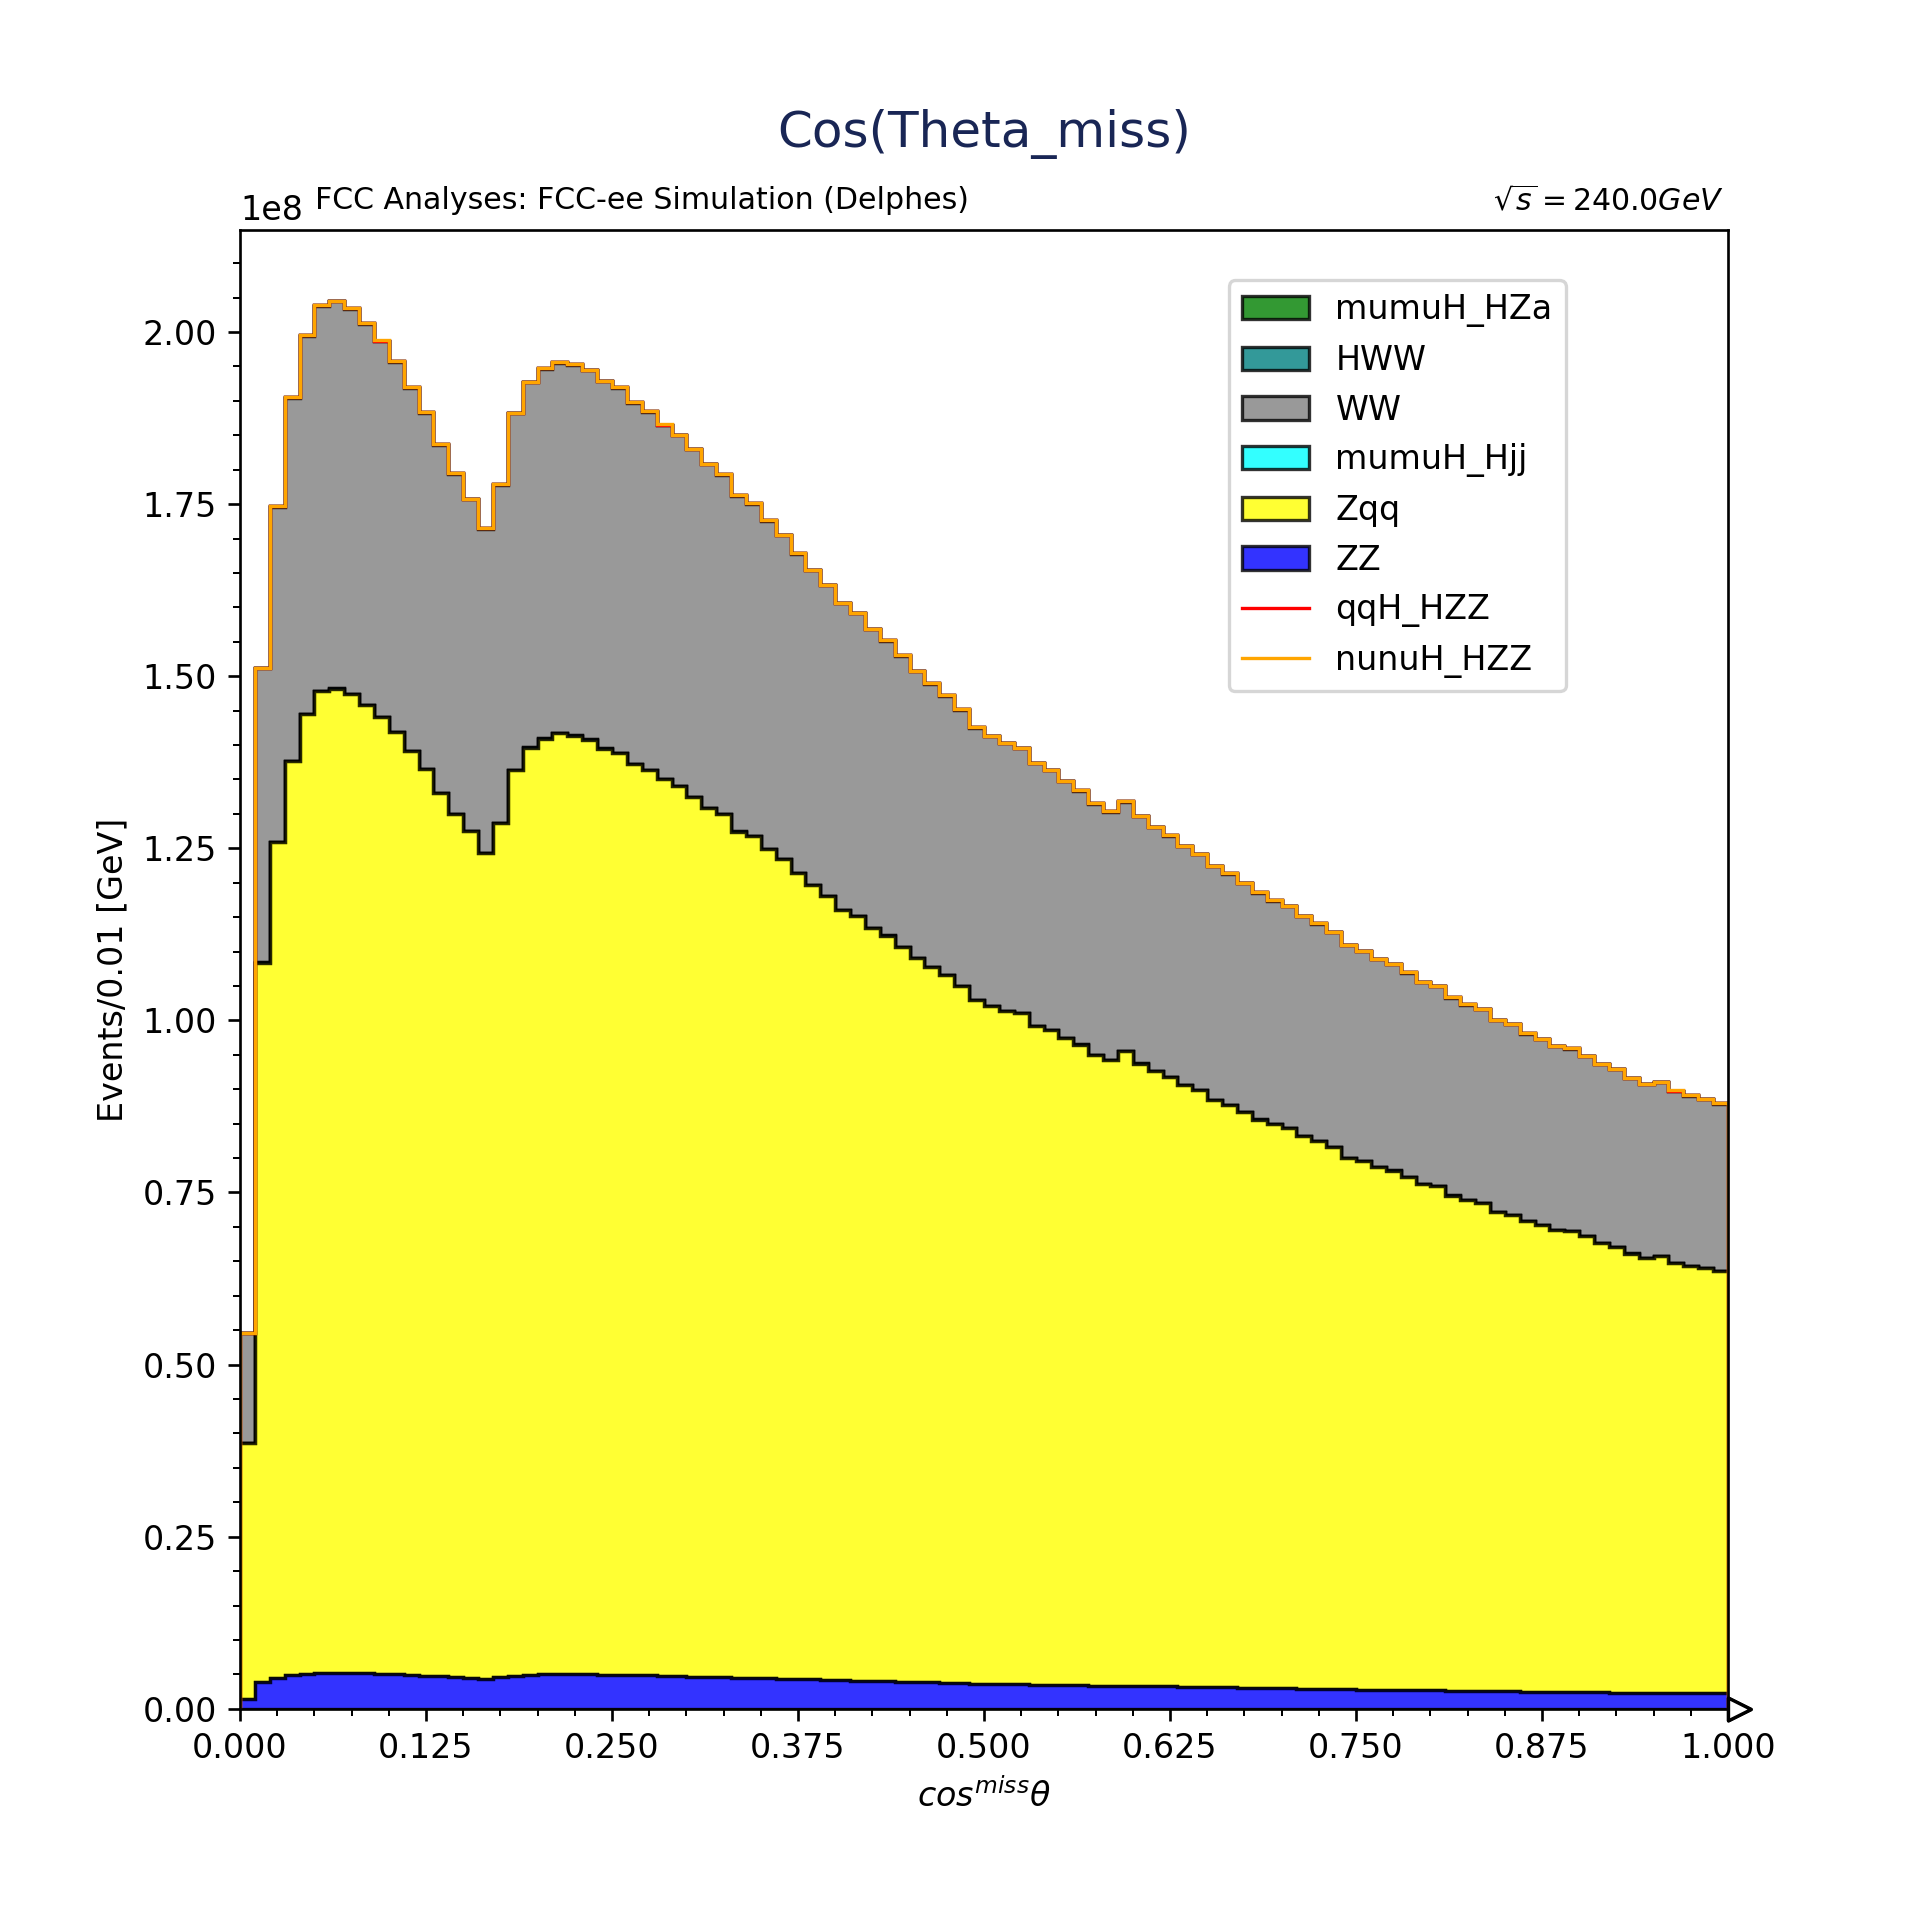 Cos(Theta_miss)
1e8 FCC Analyses: FCC-ee Simulation (Delphes) √s = 240.0GeV
mumuH_HZa
HWW
WW
mumuH_Hjj
Zqq
ZZ
qqH_HZZ
nunuH_HZZ
Events/0.01 [GeV]
2.00
1.75
1.50
1.25
1.00
0.75
0.50
0.25
0.00
0.000 0.125 0.250 0.375 0.500 0.625 0.750 0.875 1.000
cos^miss θ